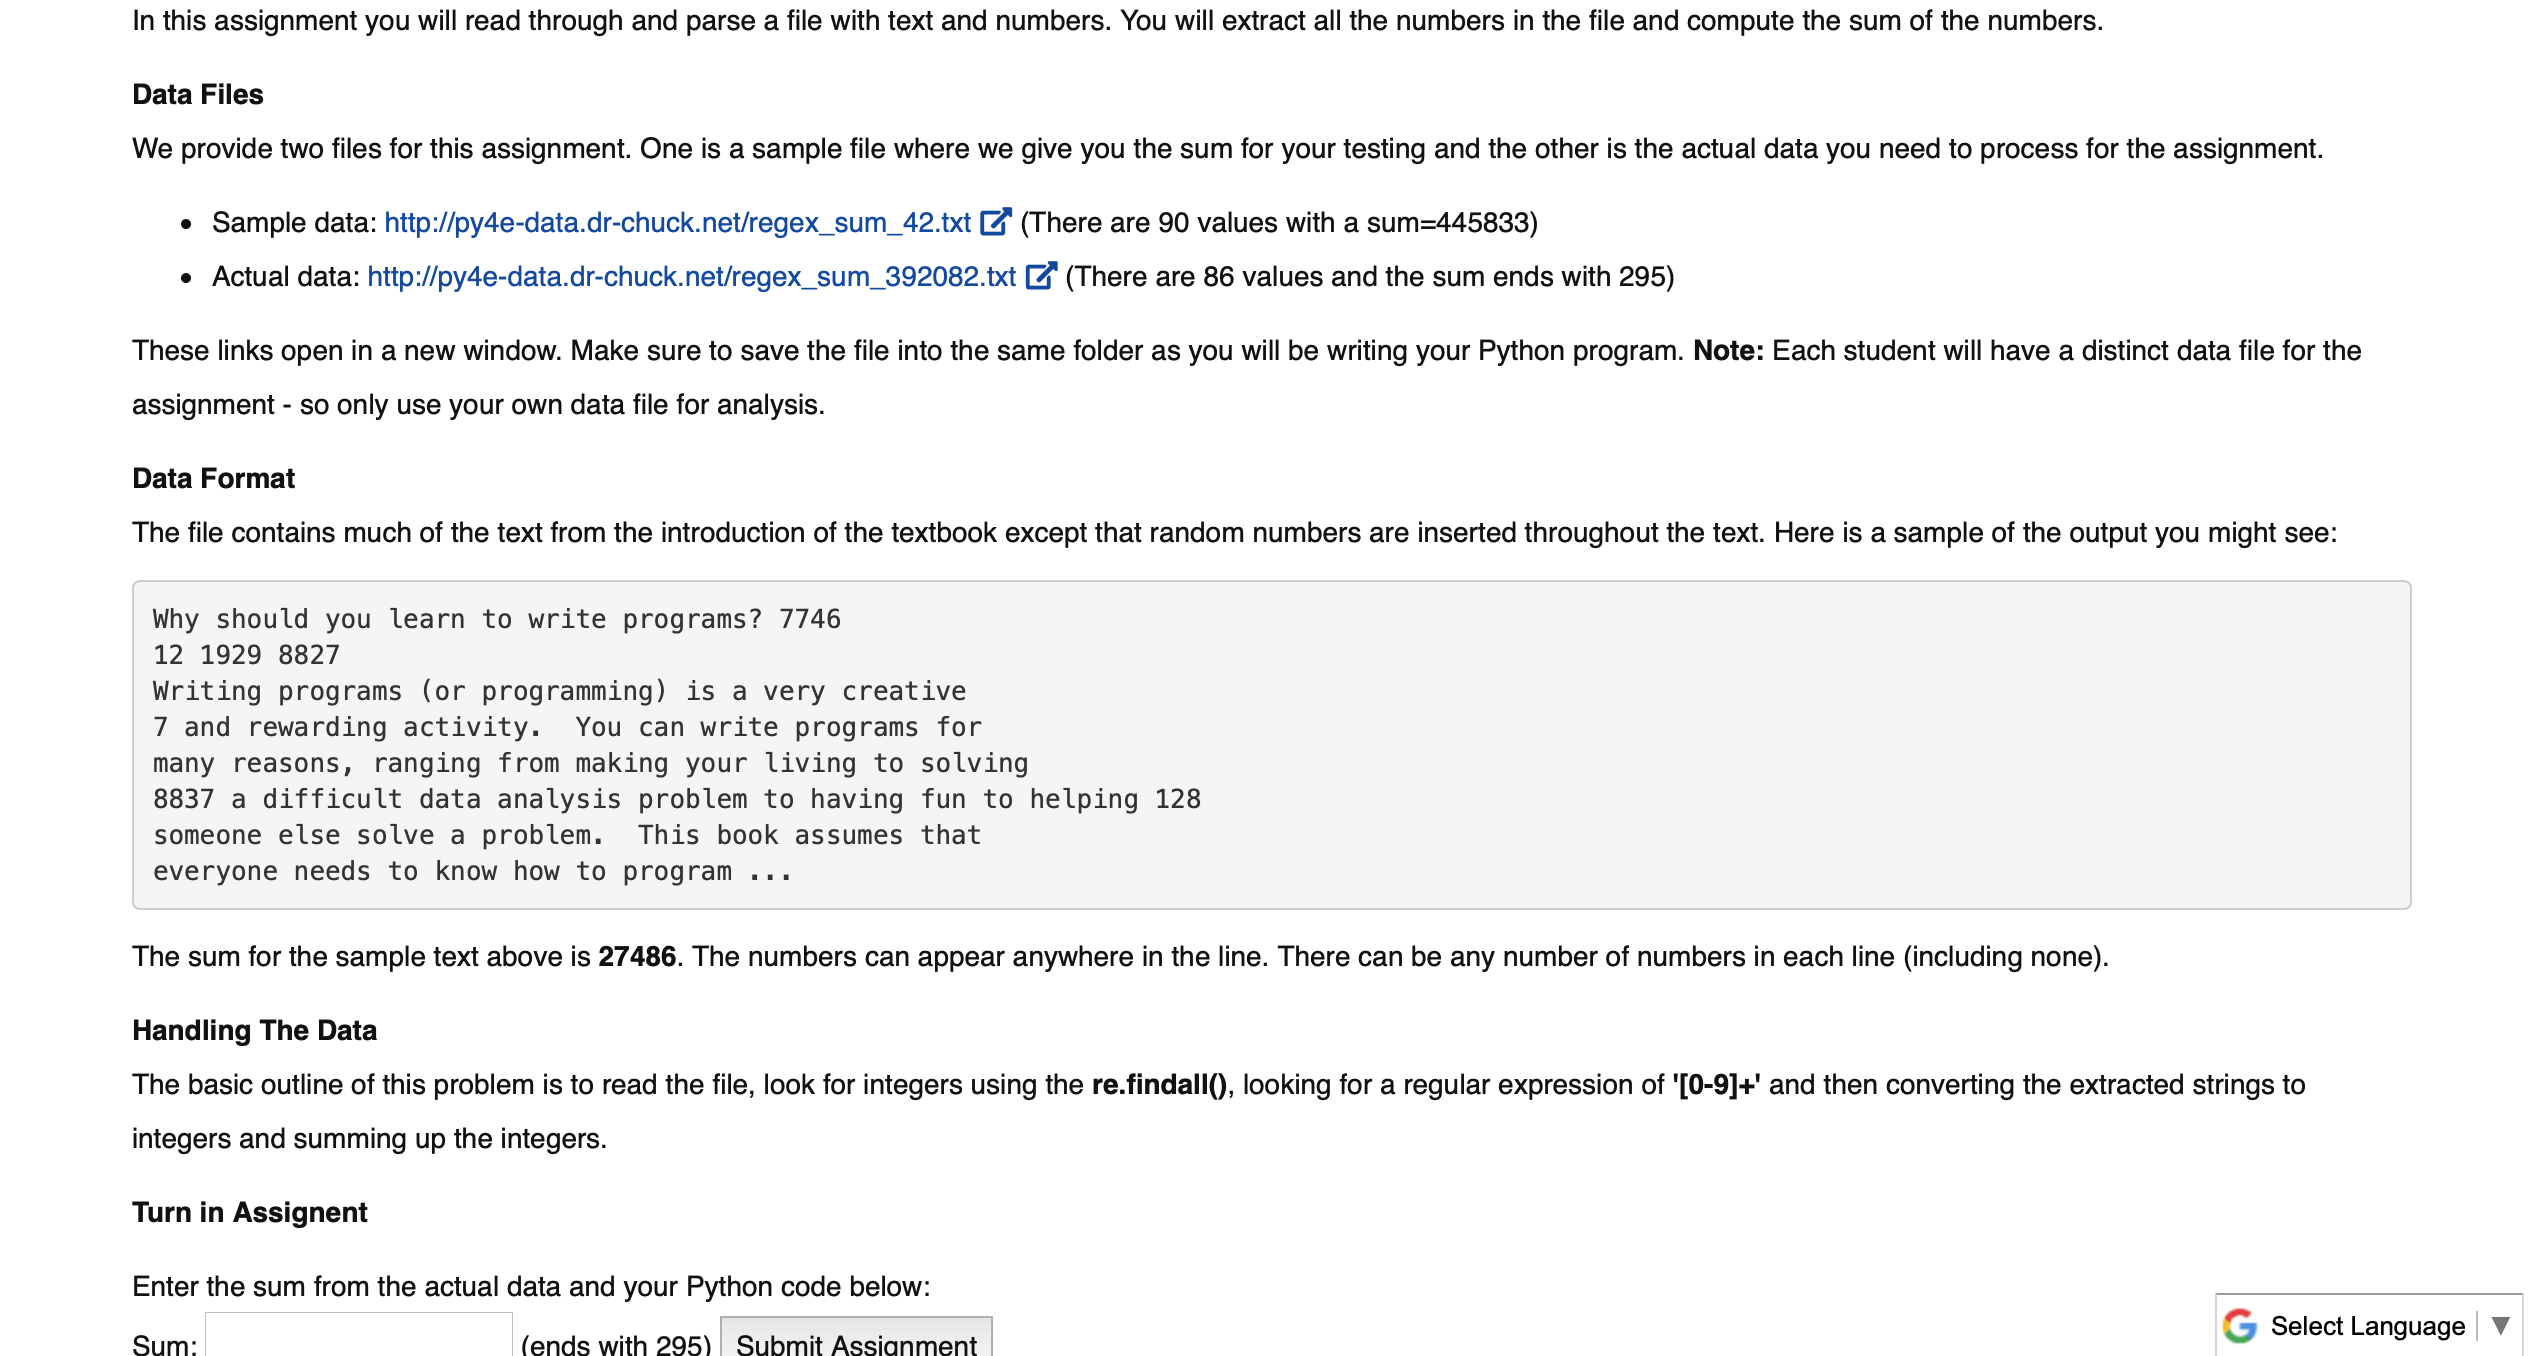 In this assignment you will read through and parse a file with text and numbers. You will extract all the numbers in the file and compute the sum of the numbers.
Data Files
We provide two files for this assignment. One is a sample file where we give you the sum for your testing and the other is the actual data you need to process for the assignment.
• Sample data: http://py4e-data.dr-chuck.net/regex_sum_42.txt (There are 90 values with a sum=445833)
• Actual data: http://py4e-data.dr-chuck.net/regex_sum_392082.txt (There are 86 values and the sum ends with 295)
These links open in a new window. Make sure to save the file into the same folder as you will be writing your Python program. Note: Each student will have a distinct data file for the
assignment - so only use your own data file for analysis.
Data Format
The file contains much of the text from the introduction of the textbook except that random numbers are inserted throughout the text. Here is a sample of the output you might see:
Why should you learn to write programs? 7746
12 1929 8827
Writing programs (or programming) is a very creative
7 and rewarding activity.  You can write programs for
many reasons, ranging from making your living to solving
8837 a difficult data analysis problem to having fun to helping 128
someone else solve a problem.  This book assumes that
everyone needs to know how to program ...
The sum for the sample text above is 27486. The numbers can appear anywhere in the line. There can be any number of numbers in each line (including none).
Handling The Data
The basic outline of this problem is to read the file, look for integers using the re.findall(), looking for a regular expression of '[0-9]+' and then converting the extracted strings to
integers and summing up the integers.
Turn in Assignent
Enter the sum from the actual data and your Python code below:
Sum: (ends with 295) Submit Assignment
Select Language ▼